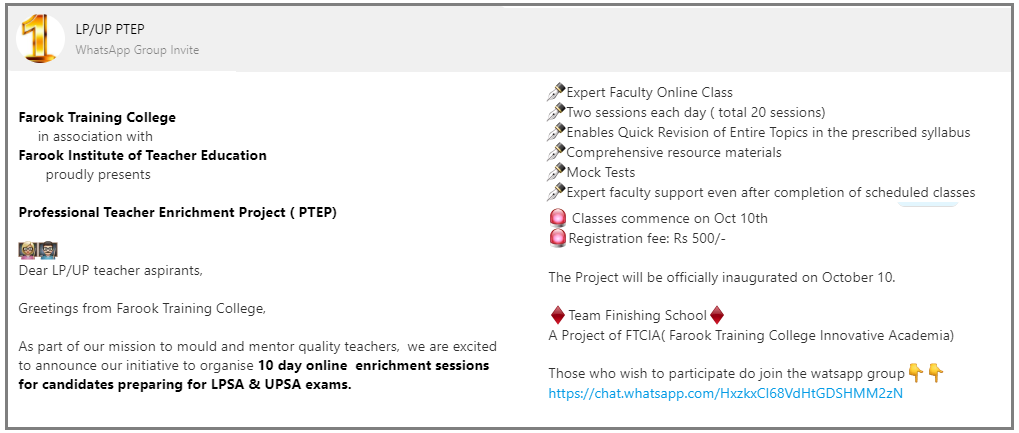 LP/UP PTEP
WhatsApp Group Invite
Farook Training College
in association with
Farook Institute of Teacher Education
proudly presents
Professional Teacher Enrichment Project ( PTEP)
👩🏼‍🏫👨🏿‍🏫
Dear LP/UP teacher aspirants,
Greetings from Farook Training College,
As part of our mission to mould and mentor quality teachers, we are excited
to announce our initiative to organise 10 day online enrichment sessions
for candidates preparing for LPSA & UPSA exams.
🖋Expert Faculty Online Class
🖋Two sessions each day ( total 20 sessions)
🖋Enables Quick Revision of Entire Topics in the prescribed syllabus
🖋Comprehensive resource materials
🖋Mock Tests
🖋Expert faculty support even after completion of scheduled classes
Classes commence on Oct 10th
Registration fee: Rs 500/-
The Project will be officially inaugurated on October 10.
♦Team Finishing School♦
A Project of FTCIA( Farook Training College Innovative Academia)
Those who wish to participate do join the watsapp group👇👇
https://chat.whatsapp.com/HxzkxCl68VdHtGDSHMM2zN